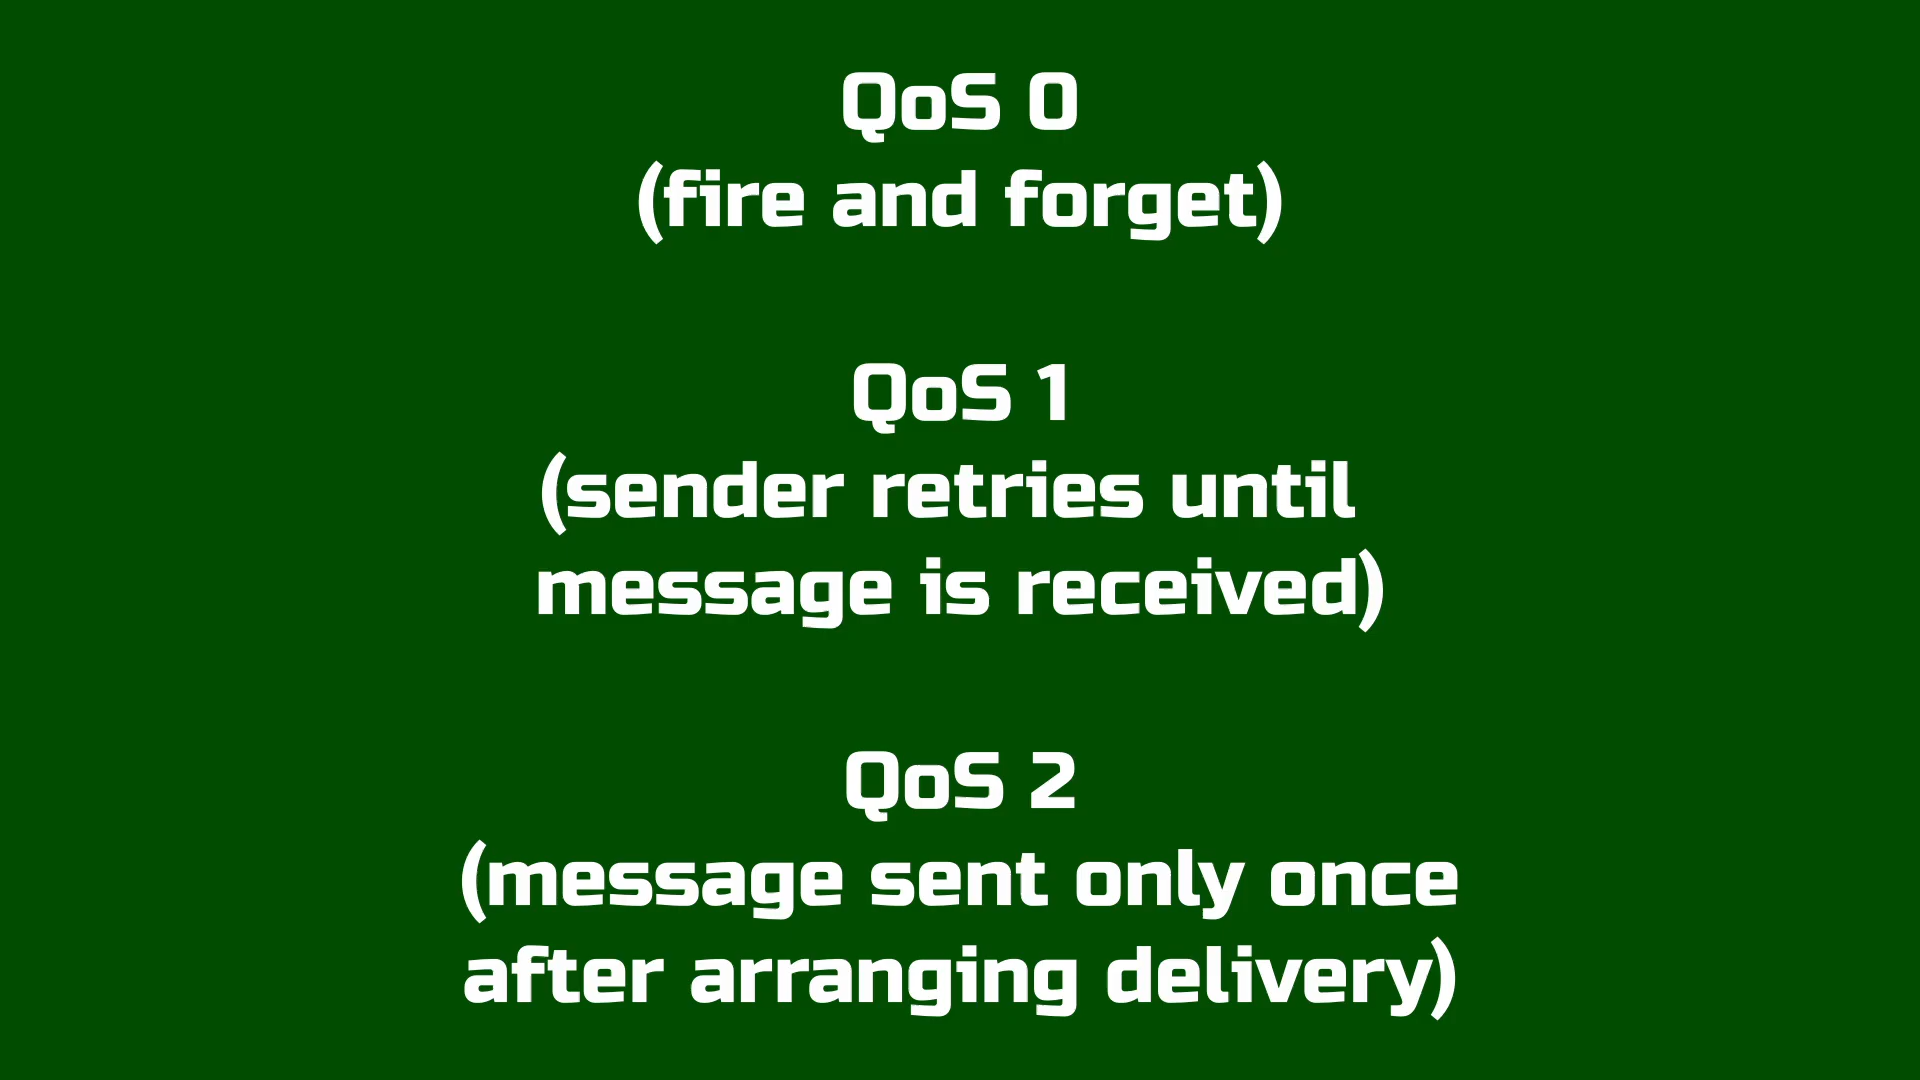 QoS 0
(fire and forget)
QoS 1
(sender retries until
message is received)
QoS 2
(message sent only once
after arranging delivery)